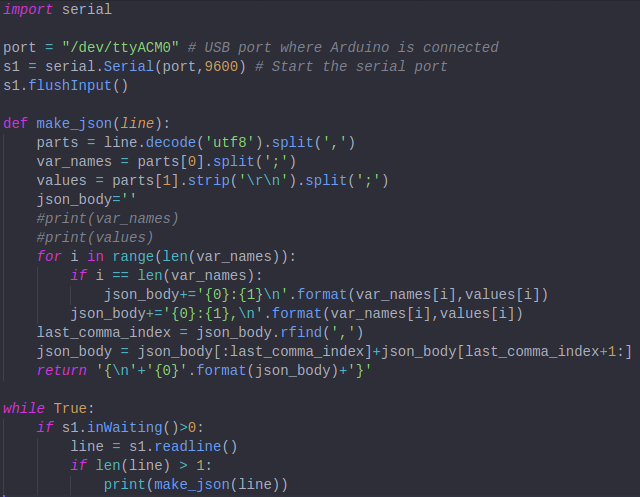 import serial

port = "/dev/ttyACM0" # USB port where Arduino is connected
s1 = serial.Serial(port,9600) # Start the serial port
s1.flushInput()

def make_json(line):
    parts = line.decode('utf8').split(',')
    var_names = parts[0].split(';')
    values = parts[1].strip('\r\n').split(';')
    json_body=''
    #print(var_names)
    #print(values)
    for i in range(len(var_names)):
        if i == len(var_names):
            json_body+='{0}:{1}\n'.format(var_names[i],values[i])
        json_body+='{0}:{1},\n'.format(var_names[i],values[i])
    last_comma_index = json_body.rfind(',')
    json_body = json_body[:last_comma_index]+json_body[last_comma_index+1:]
    return '{\n'+'{0}'.format(json_body)+'}'

while True:
    if s1.inWaiting()>0:
        line = s1.readline()
        if len(line) > 1:
            print(make_json(line))